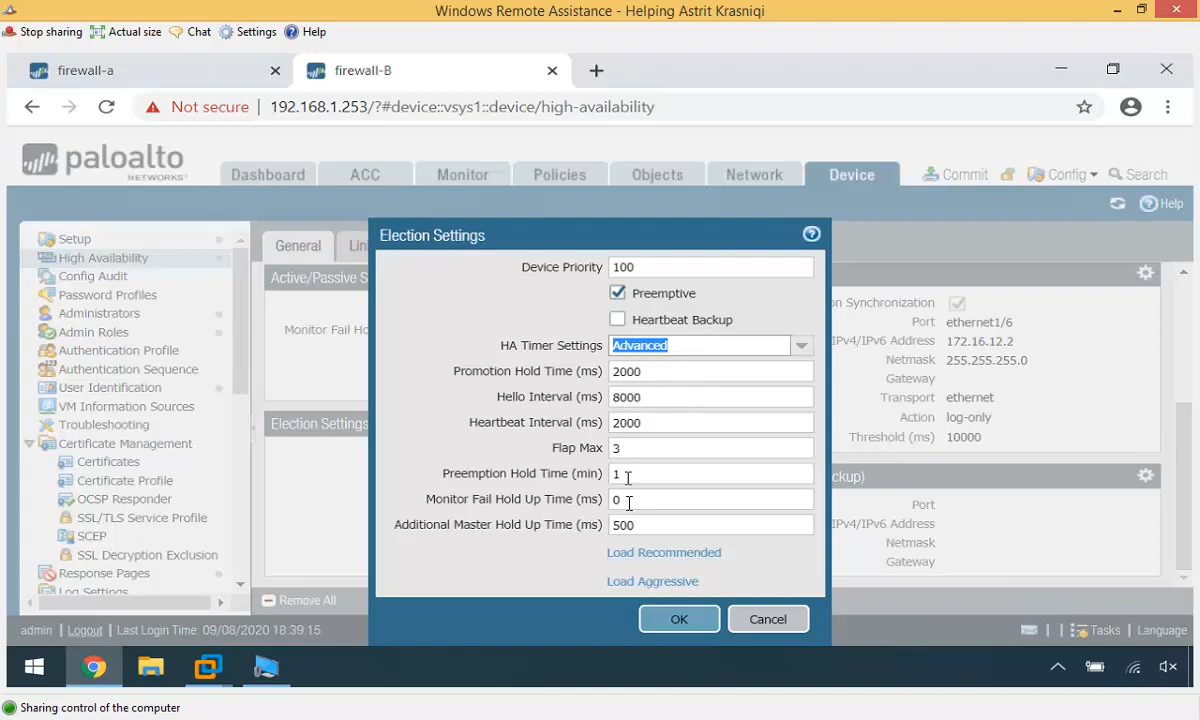 Windows Remote Assistance - Helping Astrit Krasniqi
Stop sharing Actual size Chat Settings Help
firewall-a firewall-B
Not secure | 192.168.1.253/?#device::vsys1::device/high-availability
paloalto
NETWORKS
Dashboard ACC Monitor Policies Objects Network Device Commit Config Search
Help
Setup
High Availability
Config Audit
Password Profiles
Administrators
Admin Roles
Authentication Profile
Authentication Sequence
User Identification
VM Information Sources
Troubleshooting
Certificate Management
Certificates
Certificate Profile
OCSP Responder
SSL/TLS Service Profile
SCEP
SSL Decryption Exclusion
Response Pages
Log Settings
General Lin
Active/Passive S
Monitor Fail Ho
Election Settings
Remove All
Election Settings
Device Priority 100
Preemptive
Heartbeat Backup
HA Timer Settings Advanced
Promotion Hold Time (ms) 2000
Hello Interval (ms) 8000
Heartbeat Interval (ms) 2000
Flap Max 3
Preemption Hold Time (min) 1
Monitor Fail Hold Up Time (ms) 0
Additional Master Hold Up Time (ms) 500
Load Recommended
Load Aggressive
OK Cancel
on Synchronization
Port ethernet1/6
IPv4/IPv6 Address 172.16.12.2
Netmask 255.255.255.0
Gateway
Transport ethernet
Action log-only
Threshold (ms) 10000
ckup)
Port
IPv4/IPv6 Address
Netmask
Gateway
admin | Logout | Last Login Time: 09/08/2020 18:39:15
Tasks | Language
Sharing control of the computer